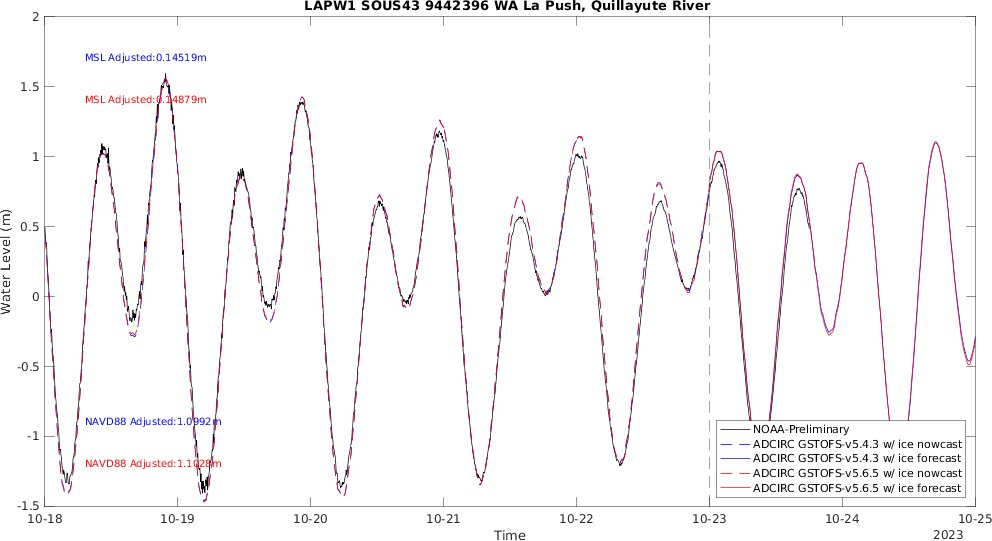 LAPW1 SOUS43 9442396 WA La Push, Quillayute River
2
MSL Adjusted:0.14519m
1.5
MSL Adjusted:0.14879m
1
0.5
Water Level (m)
0
-0.5
NAVD88 Adjusted:1.0992m
-1
NAVD88 Adjusted:1.1028m
-1.5
NOAA-Preliminary
ADCIRC GSTOFS-v5.4.3 w/ ice nowcast
ADCIRC GSTOFS-v5.4.3 w/ ice forecast
ADCIRC GSTOFS-v5.6.5 w/ ice nowcast
ADCIRC GSTOFS-v5.6.5 w/ ice forecast
10-18 10-19 10-20 10-21 10-22 10-23 10-24 10-25
Time
2023